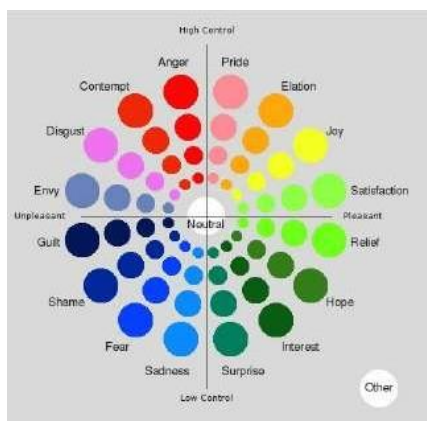 High Control
Anger
Pride
Contempt
Elation
Disgust
Joy
Envy
Satisfaction
Unpleasant
Pleasant
Neutral
Guilt
Relief
Shame
Hope
Fear
Interest
Sadness
Surprise
Low Control
Other